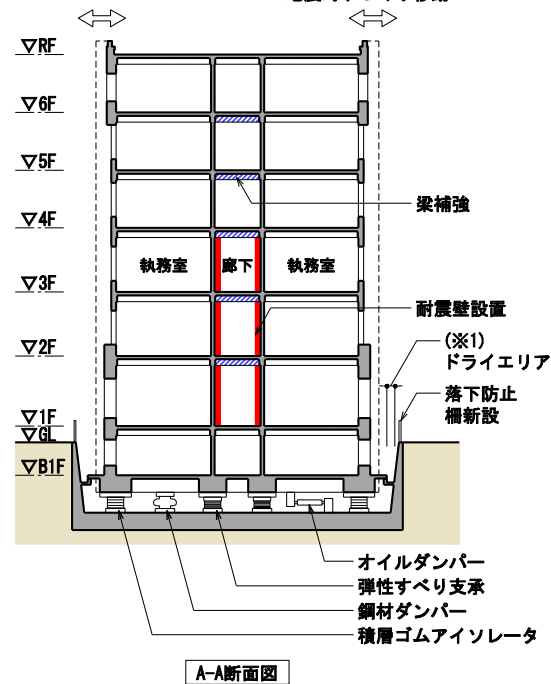 ▽RF
▽6F
▽5F
▽4F
▽3F
▽2F
▽1F
▽GL
▽B1F
執務室
廊下
執務室
梁補強
耐震壁設置
(※1)
ドライエリア
落下防止
柵新設
オイルダンパー
弾性すべり支承
鋼材ダンパー
積層ゴムアイソレータ
A-A断面図